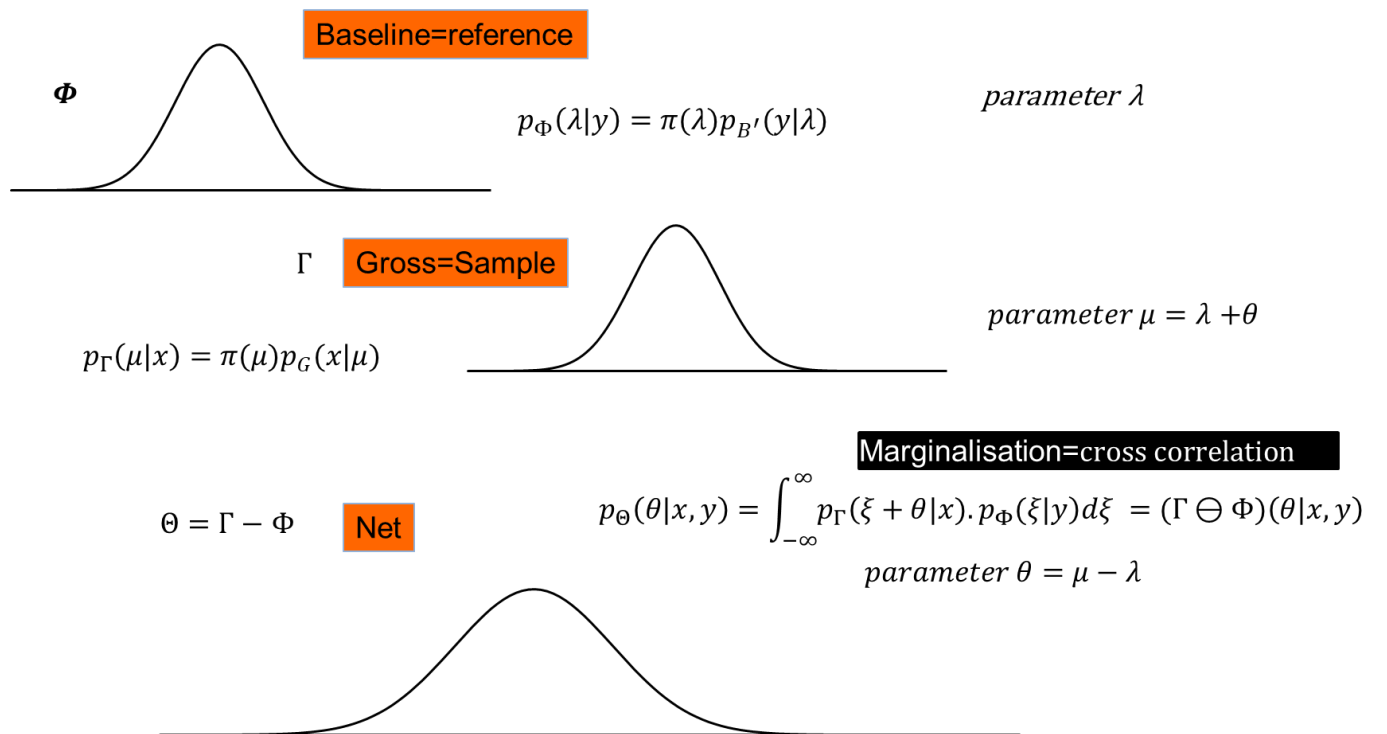 Baseline=reference
Φ
parameter λ
p_Φ(λ|y) = π(λ)p_B′(y|λ)
Γ
Gross=Sample
parameter μ = λ +θ
p_Γ(μ|x) = π(μ)p_G(x|μ)
Marginalisation=cross correlation
Θ = Γ − Φ
Net
p_Θ(θ|x, y) = ∫_{−∞}^{∞} p_Γ(ξ + θ|x). p_Φ(ξ|y)dξ = (Γ ⊖ Φ)(θ|x, y)
parameter θ = μ − λ